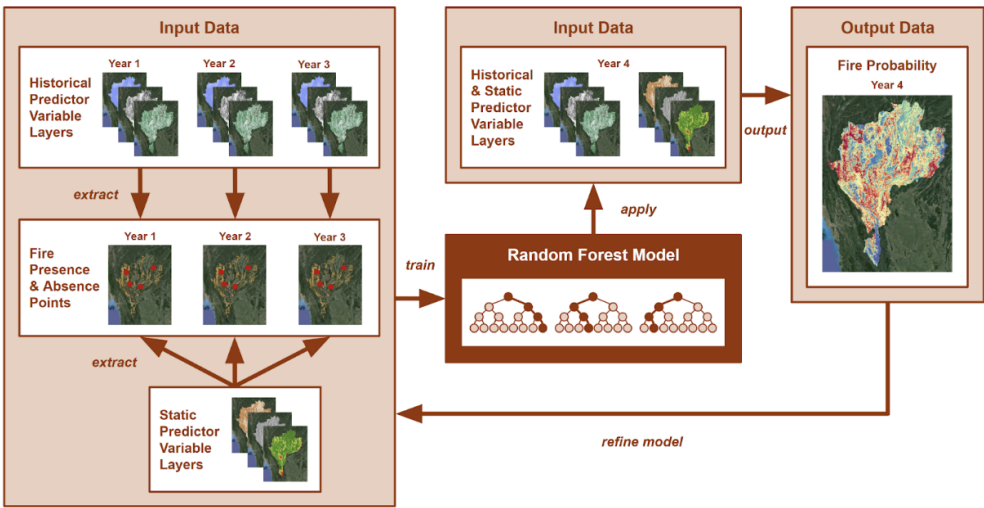 Input Data
Historical
Predictor
Variable
Layers
Year 1
Year 2
Year 3
extract
Fire
Presence
& Absence
Points
Year 1
Year 2
Year 3
extract
Static
Predictor
Variable
Layers
train
Input Data
Historical
& Static
Predictor
Variable
Layers
Year 4
apply
Random Forest Model
output
Output Data
Fire Probability
Year 4
refine model